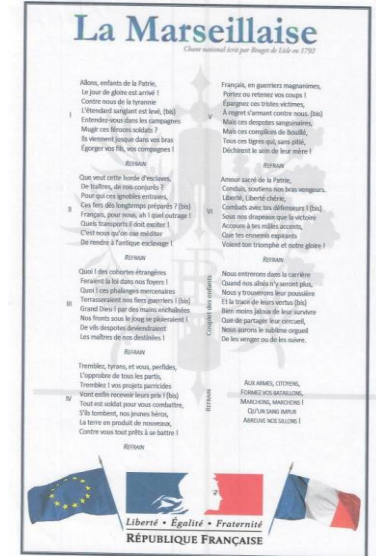 La Marseillaise
Chant national écrit par Rouget de Lisle en 1792
I
Allons, enfants de la Patrie,
Le jour de gloire est arrivé !
Contre nous de la tyrannie
L'étendard sanglant est levé, (bis)
Entendez-vous dans les campagnes
Mugir ces féroces soldats ?
Ils viennent jusque dans vos bras
Égorger vos fils, vos compagnes !
REFRAIN
II
Que veut cette horde d'esclaves,
De traîtres, de rois conjurés ?
Pour qui ces ignobles entraves,
Ces fers dès longtemps préparés ? (bis)
Français, pour nous, ah ! quel outrage !
Quels transports il doit exciter !
C'est nous qu'on ose méditer
De rendre à l'antique esclavage !
REFRAIN
III
Quoi ! des cohortes étrangères
Feraient la loi dans nos foyers !
Quoi ! ces phalanges mercenaires
Terrasseraient nos fiers guerriers ! (bis)
Grand Dieu ! par des mains enchaînées
Nos fronts sous le joug se ploieraient !
De vils despotes deviendraient
Les maîtres de nos destinées !
REFRAIN
IV
Tremblez, tyrans, et vous, perfides,
L'opprobre de tous les partis,
Tremblez ! vos projets parricides
Vont enfin recevoir leurs prix ! (bis)
Tout est soldat pour vous combattre,
S'ils tombent, nos jeunes héros,
La terre en produit de nouveaux,
Contre vous tout prêts à se battre !
REFRAIN
V
Français, en guerriers magnanimes,
Portez ou retenez vos coups !
Épargnez ces tristes victimes,
À regret s'armant contre nous. (bis)
Mais ces despotes sanguinaires,
Mais ces complices de Bouillé,
Tous ces tigres qui, sans pitié,
Déchirent le sein de leur mère !
REFRAIN
VI
Amour sacré de la Patrie,
Conduis, soutiens nos bras vengeurs.
Liberté, Liberté chérie,
Combats avec tes défenseurs ! (bis)
Sous nos drapeaux que la victoire
Accoure à tes mâles accents,
Que tes ennemis expirants
Voient ton triomphe et notre gloire !
REFRAIN
Couplet des enfants
Nous entrerons dans la carrière
Quand nos aînés n'y seront plus,
Nous y trouverons leur poussière
Et la trace de leurs vertus (bis)
Bien moins jaloux de leur survivre
Que de partager leur cercueil,
Nous aurons le sublime orgueil
De les venger ou de les suivre.
REFRAIN
AUX ARMES, CITOYENS,
FORMEZ VOS BATAILLONS,
MARCHONS, MARCHONS !
QU'UN SANG IMPUR
ABREUVE NOS SILLONS !
Liberté • Égalité • Fraternité
RÉPUBLIQUE FRANÇAISE